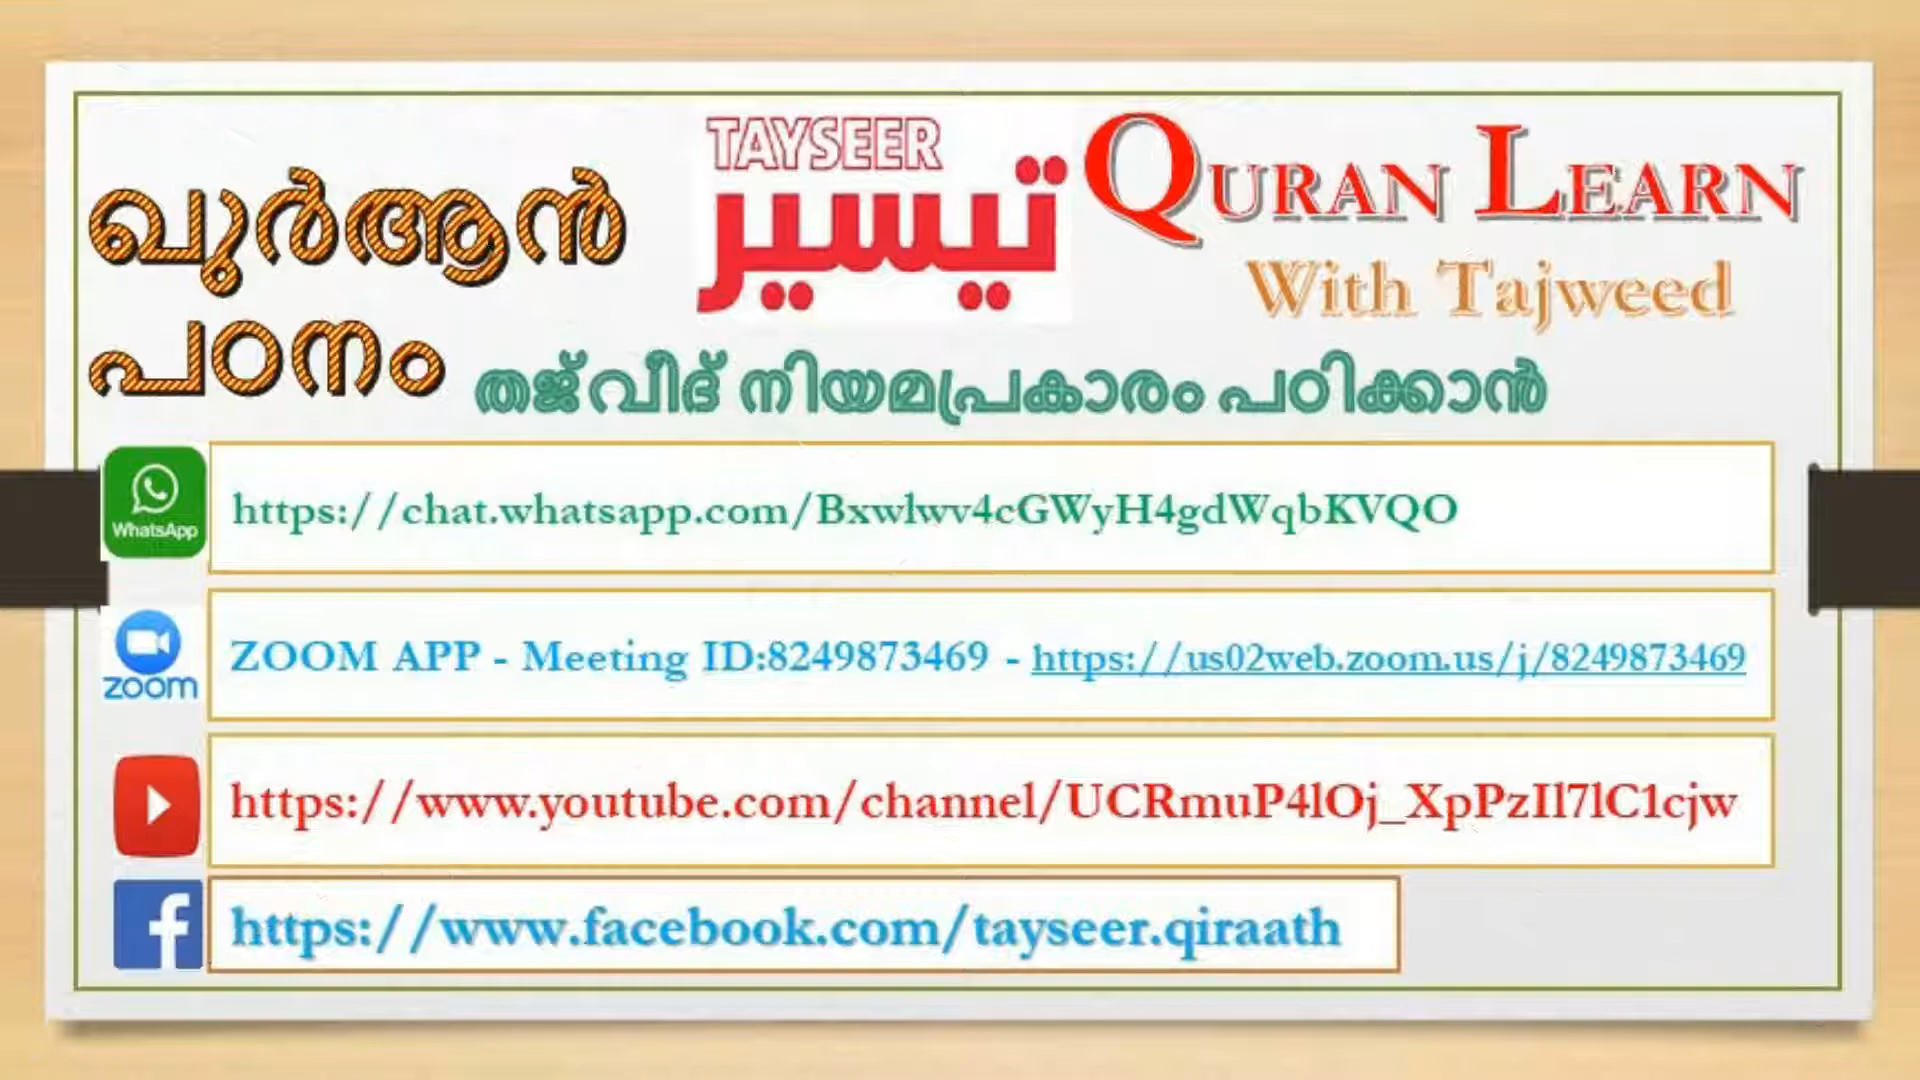 ഖുർആൻ
പഠനം
TAYSEER
تيسير
QURAN LEARN
With Tajweed
തജ്‌വീദ് നിയമപ്രകാരം പഠിക്കാൻ
WhatsApp
https://chat.whatsapp.com/Bxwlwv4cGWyH4gdWqbKVQO
zoom
ZOOM APP - Meeting ID:8249873469 - https://us02web.zoom.us/j/8249873469
https://www.youtube.com/channel/UCRmuP4lOj_XpPzIl7lC1cjw
f
https://www.facebook.com/tayseer.qiraath